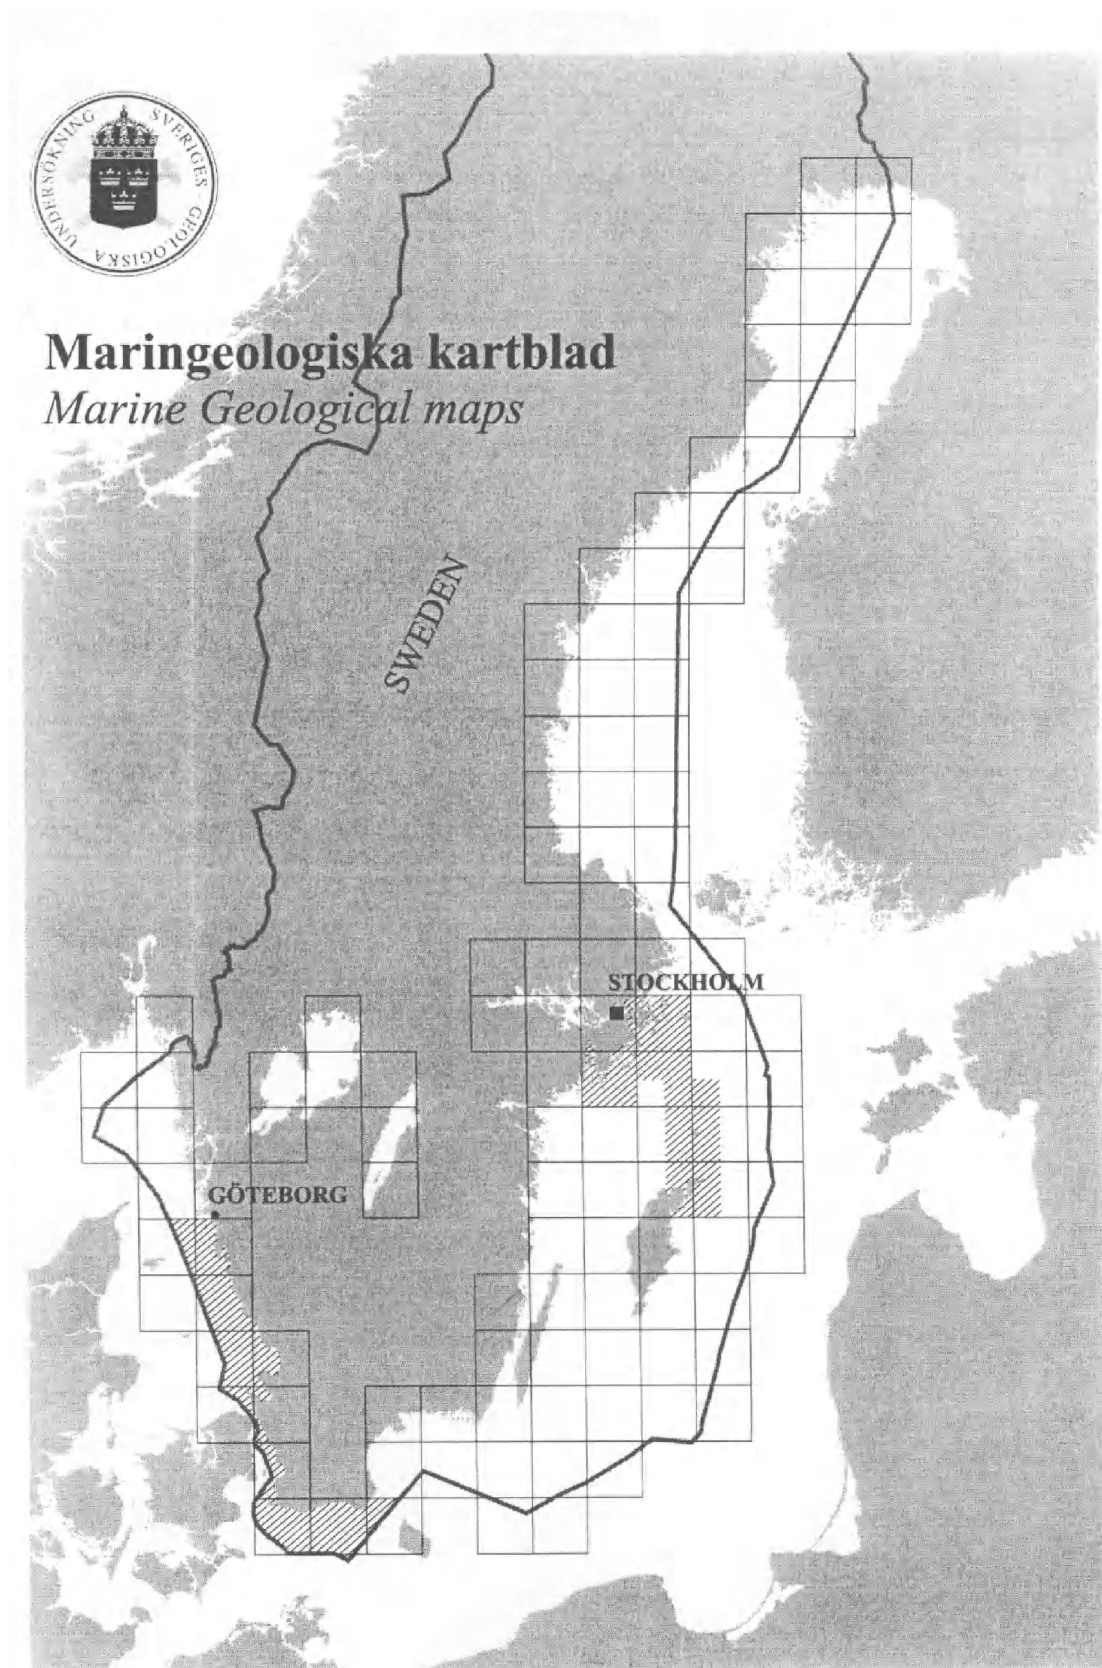 SVERIGES GEOLOGISKA UNDERSÖKNING
Maringeologiska kartblad
Marine Geological maps
SWEDEN
STOCKHOLM
GÖTEBORG